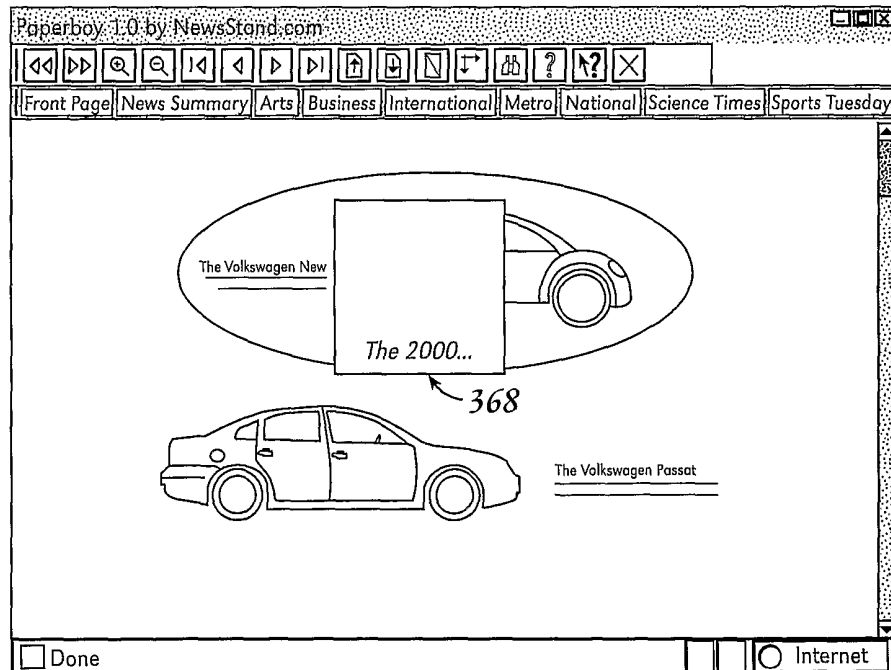 Paperboy 1.0 by NewsStand.com
?
?
Front Page News Summary Arts Business International Metro National Science Times Sports Tuesday
The Volkswagen New
The 2000...
368
The Volkswagen Passat
Done Internet